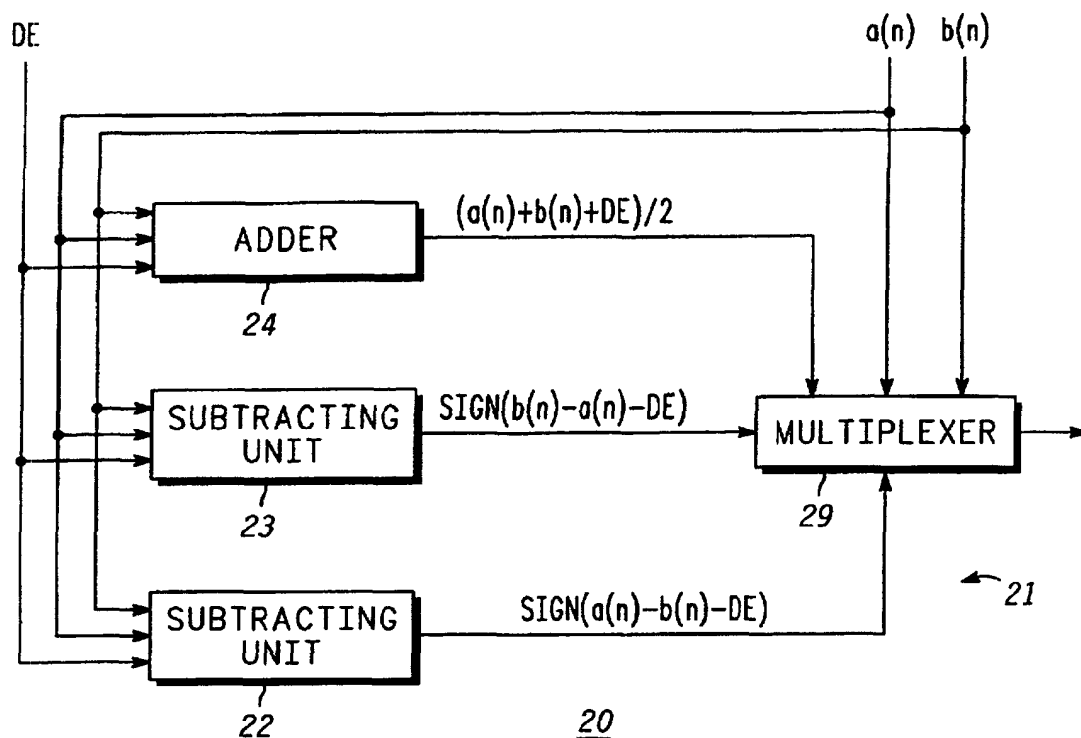 DE
a(n) b(n)
(a(n)+b(n)+DE)/2
ADDER
24
SIGN(b(n)-a(n)-DE)
SUBTRACTING
UNIT
MULTIPLEXER
23
29
SIGN(a(n)-b(n)-DE)
SUBTRACTING
UNIT
21
22
20